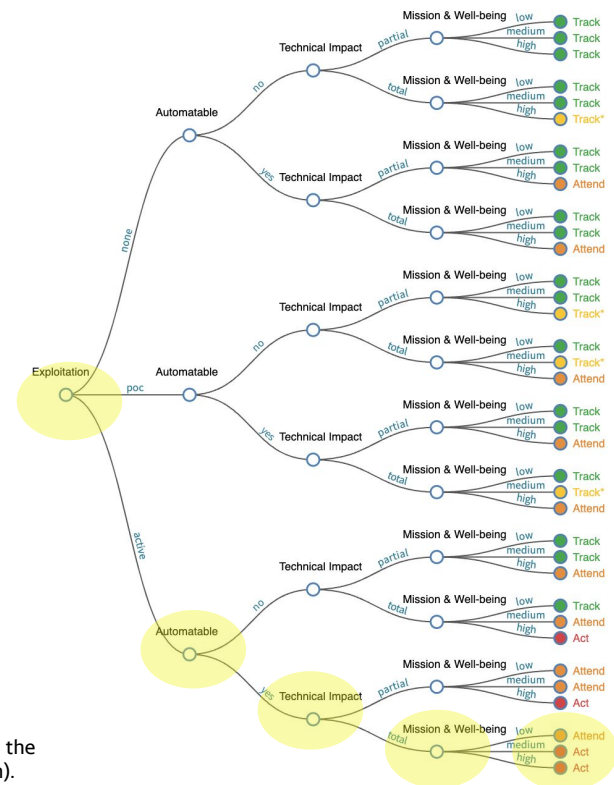 Exploitation
none
poc
active
Automatable
no
yes
Technical Impact
partial
total
Mission & Well-being
low
medium
high
Track
Track
Track
Mission & Well-being
low
medium
high
Track
Track
Track*
Technical Impact
partial
total
Mission & Well-being
low
medium
high
Track
Track
Attend
Mission & Well-being
low
medium
high
Track
Track
Attend
Automatable
no
yes
Technical Impact
partial
total
Mission & Well-being
low
medium
high
Track
Track
Track*
Mission & Well-being
low
medium
high
Track
Track*
Attend
Technical Impact
partial
total
Mission & Well-being
low
medium
high
Track
Track
Attend
Mission & Well-being
low
medium
high
Track
Track*
Attend
Automatable
no
yes
Technical Impact
partial
total
Mission & Well-being
low
medium
high
Track
Track
Attend
Mission & Well-being
low
medium
high
Track
Attend
Act
Technical Impact
partial
total
Mission & Well-being
low
medium
high
Attend
Attend
Act
Mission & Well-being
low
medium
high
Attend
Act
Act
the
n).